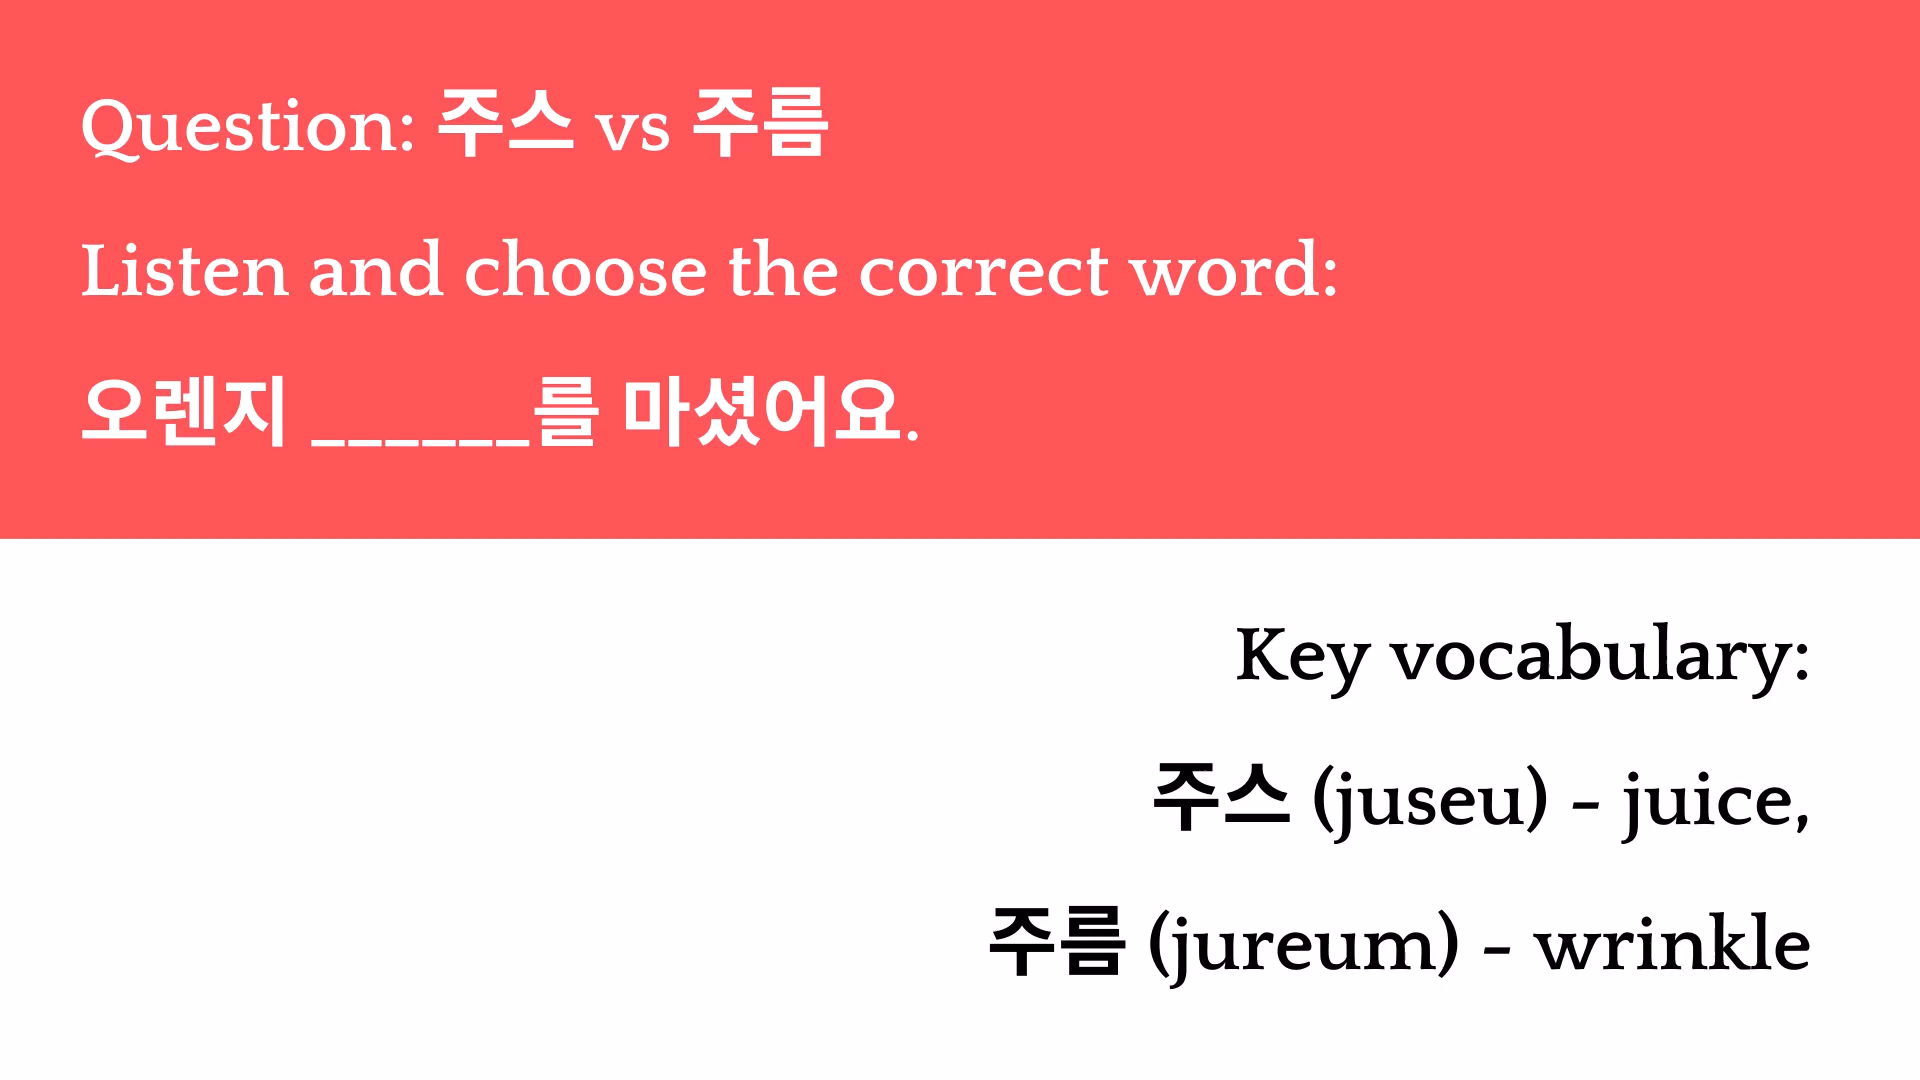 Question: 주스 vs 주름
Listen and choose the correct word:
오렌지 ______를 마셨어요.
Key vocabulary:
주스 (juseu) - juice,
주름 (jureum) - wrinkle